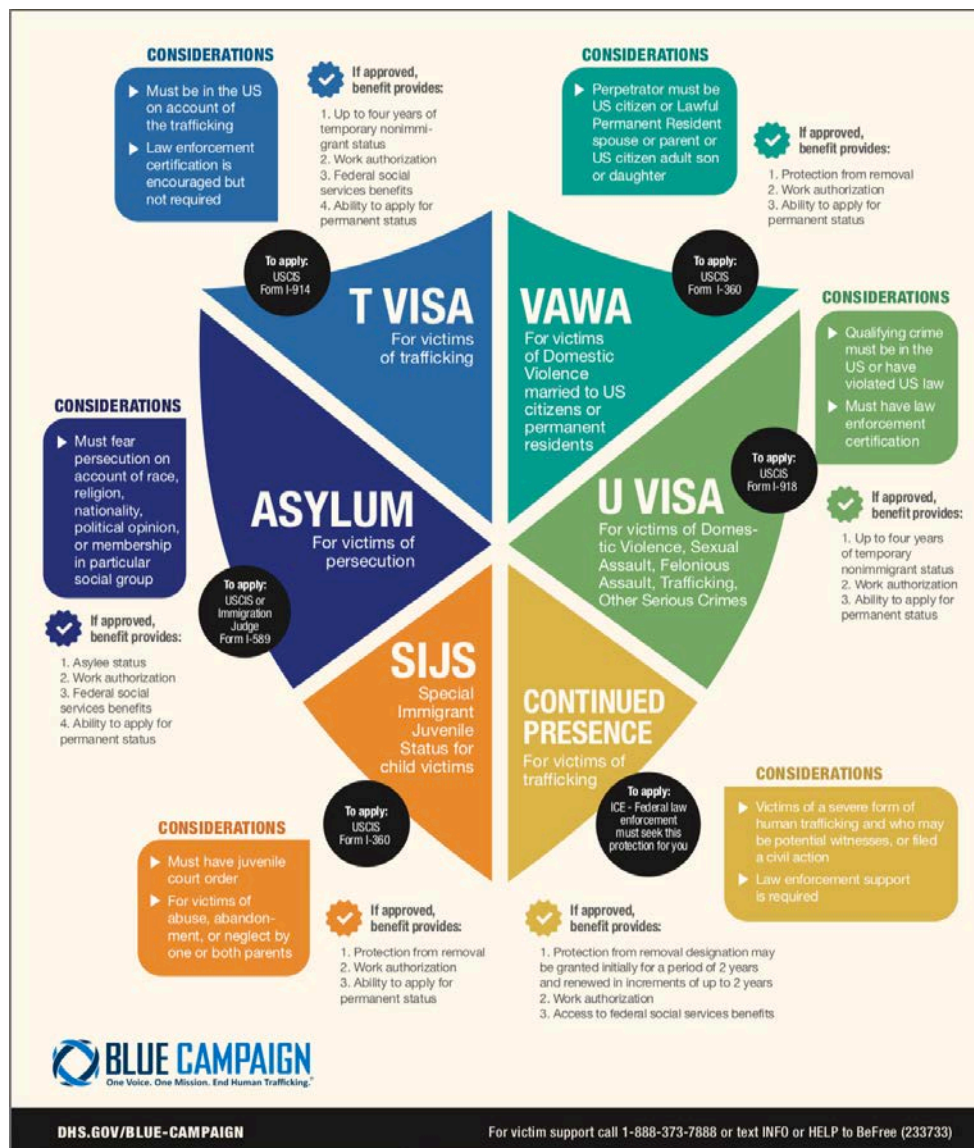 CONSIDERATIONS
▶ Must be in the US
on account of
the trafficking
▶ Law enforcement
certification is
encouraged but
not required
If approved,
benefit provides:
1. Up to four years of
temporary nonimmi-
grant status
2. Work authorization
3. Federal social
services benefits
4. Ability to apply for
permanent status
To apply:
USCIS
Form I-914
T VISA
For victims
of trafficking
CONSIDERATIONS
▶ Perpetrator must be
US citizen or Lawful
Permanent Resident
spouse or parent or
US citizen adult son
or daughter
If approved,
benefit provides:
1. Protection from removal
2. Work authorization
3. Ability to apply for
permanent status
To apply:
USCIS
Form I-360
VAWA
For victims
of Domestic
Violence
married to US
citizens or
permanent
residents
CONSIDERATIONS
▶ Qualifying crime
must be in the
US or have
violated US law
▶ Must have law
enforcement
certification
To apply:
USCIS
Form I-918
If approved,
benefit provides:
1. Up to four years
of temporary
nonimmigrant status
2. Work authorization
3. Ability to apply for
permanent status
U VISA
For victims of Domes-
tic Violence, Sexual
Assault, Felonious
Assault, Trafficking,
Other Serious Crimes
CONSIDERATIONS
▶ Must fear
persecution on
account of race,
religion,
nationality,
political opinion,
or membership
in particular
social group
ASYLUM
For victims of
persecution
To apply:
USCIS or
Immigration
Judge
Form I-589
If approved,
benefit provides:
1. Asylee status
2. Work authorization
3. Federal social
services benefits
4. Ability to apply for
permanent status
SIJS
Special
Immigrant
Juvenile
Status for
child victims
To apply:
USCIS
Form I-360
CONSIDERATIONS
▶ Must have juvenile
court order
▶ For victims of
abuse, abandon-
ment, or neglect by
one or both parents
If approved,
benefit provides:
1. Protection from removal
2. Work authorization
3. Ability to apply for
permanent status
CONTINUED
PRESENCE
For victims of
trafficking
To apply:
ICE - Federal law
enforcement
must seek this
protection for you
CONSIDERATIONS
▶ Victims of a severe form of
human trafficking and who may
be potential witnesses, or filed
a civil action
▶ Law enforcement support
is required
If approved,
benefit provides:
1. Protection from removal designation may
be granted initially for a period of 2 years
and renewed in increments of up to 2 years
2. Work authorization
3. Access to federal social services benefits
BLUE CAMPAIGN
One Voice. One Mission. End Human Trafficking.
DHS.GOV/BLUE-CAMPAIGN
For victim support call 1-888-373-7888 or text INFO or HELP to BeFree (233733)